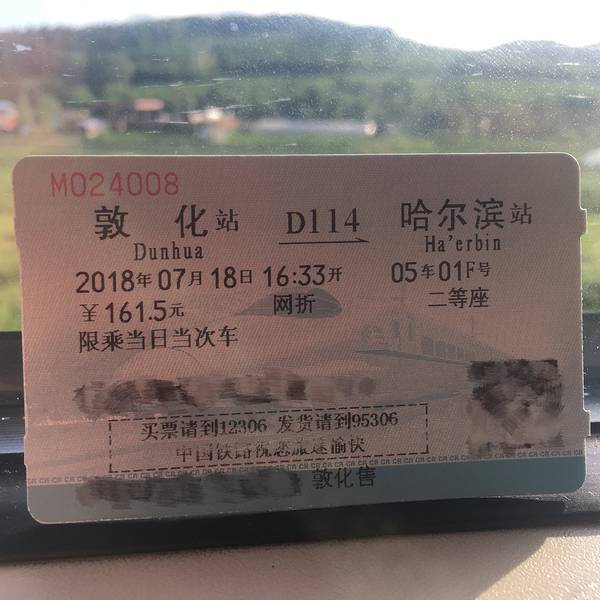 M024008
敦化站 D114 哈尔滨站
Dunhua Ha'erbin
2018年07月18日 16:33开 05车01F号
￥161.5元 网折 二等座
限乘当日当次车
买票请到12306 发货请到95306
中国铁路祝您旅途愉快
敦化售